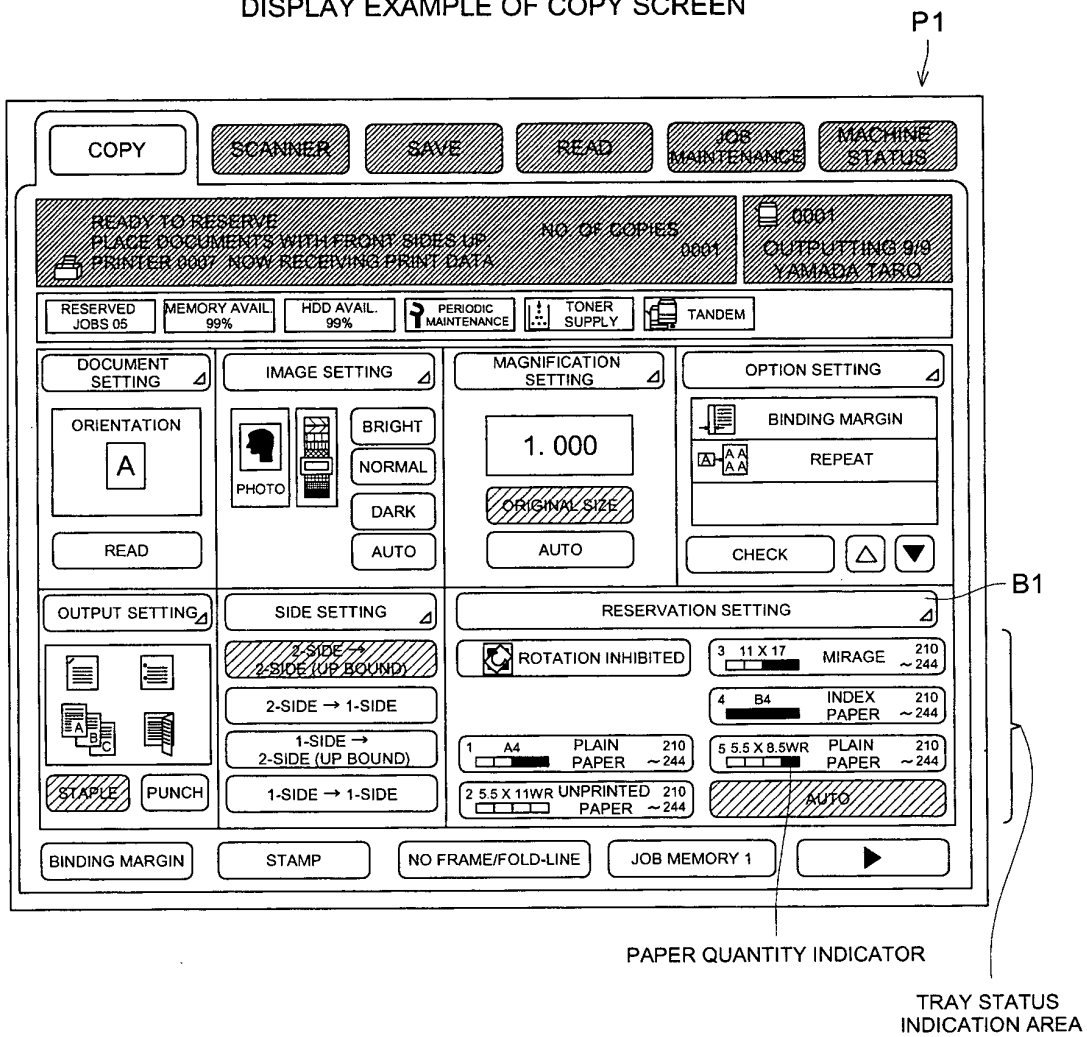 DISPLAY EXAMPLE OF COPY SCREEN
P1
COPY
SCANNER
SAVE
READ
JOB
MAINTENANCE
MACHINE
STATUS
READY TO RESERVE
PLACE DOCUMENTS WITH FRONT SIDES UP.
PRINTER 0007 NOW RECEIVING PRINT DATA
NO. OF COPIES
0001
0001
OUTPUTTING 9/9
YAMADA TARO
RESERVED
JOBS 05
MEMORY AVAIL.
99%
HDD AVAIL.
99%
PERIODIC
MAINTENANCE
TONER
SUPPLY
TANDEM
DOCUMENT
SETTING
IMAGE SETTING
MAGNIFICATION
SETTING
OPTION SETTING
ORIENTATION
A
READ
PHOTO
BRIGHT
NORMAL
DARK
AUTO
1. 000
ORIGINAL SIZE
AUTO
BINDING MARGIN
A A A
A A
REPEAT
CHECK
B1
OUTPUT SETTING
SIDE SETTING
RESERVATION SETTING
A
B
C
STAPLE
PUNCH
2-SIDE →
2-SIDE (UP BOUND)
2-SIDE → 1-SIDE
1-SIDE →
2-SIDE (UP BOUND)
1-SIDE → 1-SIDE
ROTATION INHIBITED
3 11 X 17 MIRAGE 210
~ 244
4 B4 INDEX 210
PAPER ~ 244
1 A4 PLAIN 210
PAPER ~ 244
5 5.5 X 8.5WR PLAIN 210
PAPER ~ 244
2 5.5 X 11WR UNPRINTED 210
PAPER ~ 244
AUTO
BINDING MARGIN
STAMP
NO FRAME/FOLD-LINE
JOB MEMORY 1
PAPER QUANTITY INDICATOR
TRAY STATUS
INDICATION AREA